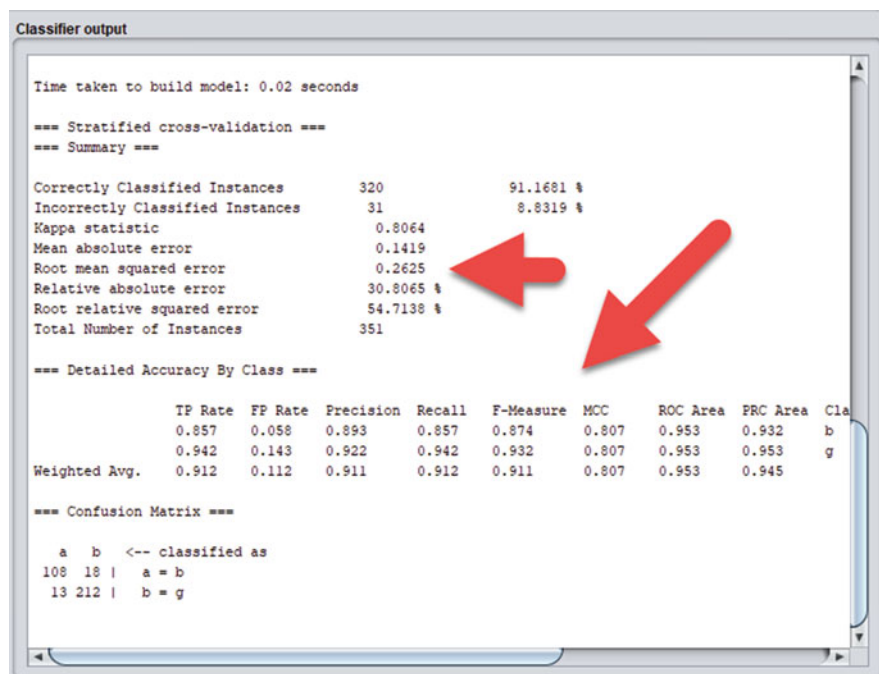 Classifier output
Time taken to build model: 0.02 seconds
=== Stratified cross-validation ===
=== Summary ===
Correctly Classified Instances 320 91.1681 %
Incorrectly Classified Instances 31 8.8319 %
Kappa statistic 0.8064
Mean absolute error 0.1419
Root mean squared error 0.2625
Relative absolute error 30.8065 %
Root relative squared error 54.7138 %
Total Number of Instances 351
=== Detailed Accuracy By Class ===
TP Rate FP Rate Precision Recall F-Measure MCC ROC Area PRC Area Cla
0.857 0.058 0.893 0.857 0.874 0.807 0.953 0.932 b
0.942 0.143 0.922 0.942 0.932 0.807 0.953 0.953 g
Weighted Avg. 0.912 0.112 0.911 0.912 0.911 0.807 0.953 0.945
=== Confusion Matrix ===
a b <-- classified as
108 18 | a = b
13 212 | b = g